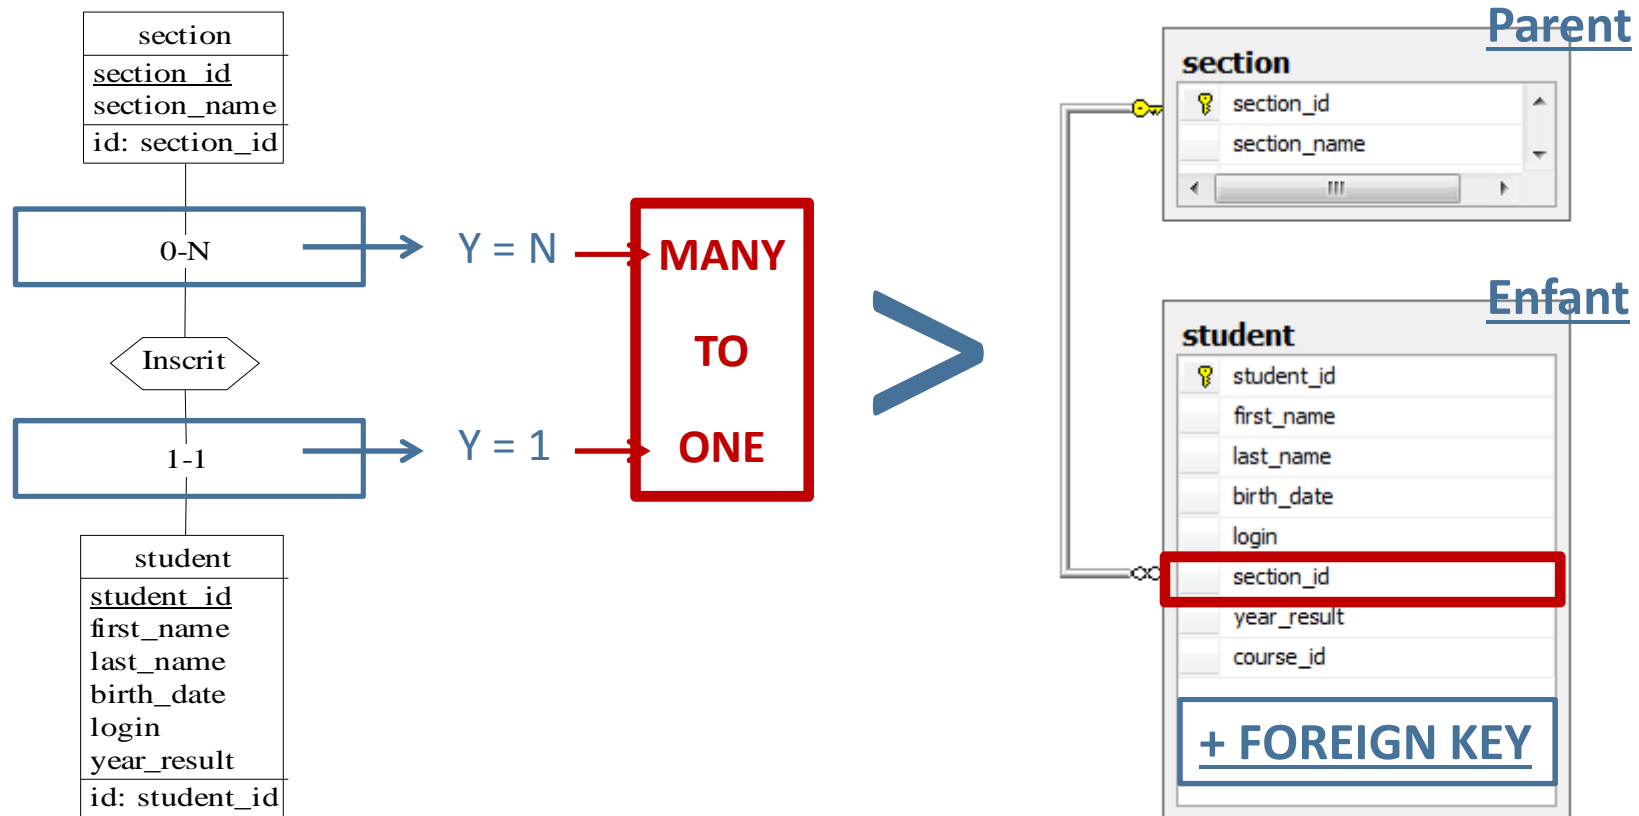 section
section_id
section_name
id: section_id
0-N
Y = N
Inscrit
1-1
Y = 1
student
student_id
first_name
last_name
birth_date
login
year_result
id: student_id
MANY
TO
ONE
>
Parent
section
section_id
section_name
Enfant
student
student_id
first_name
last_name
birth_date
login
section_id
year_result
course_id
+ FOREIGN KEY